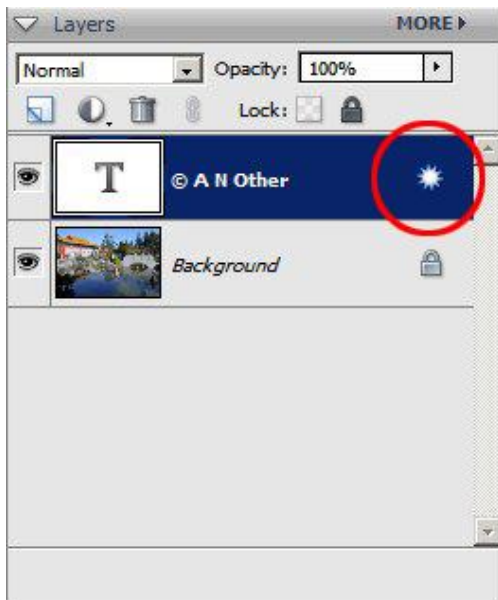 Layers MORE
Normal Opacity: 100%
Lock:
T © A N Other
Background